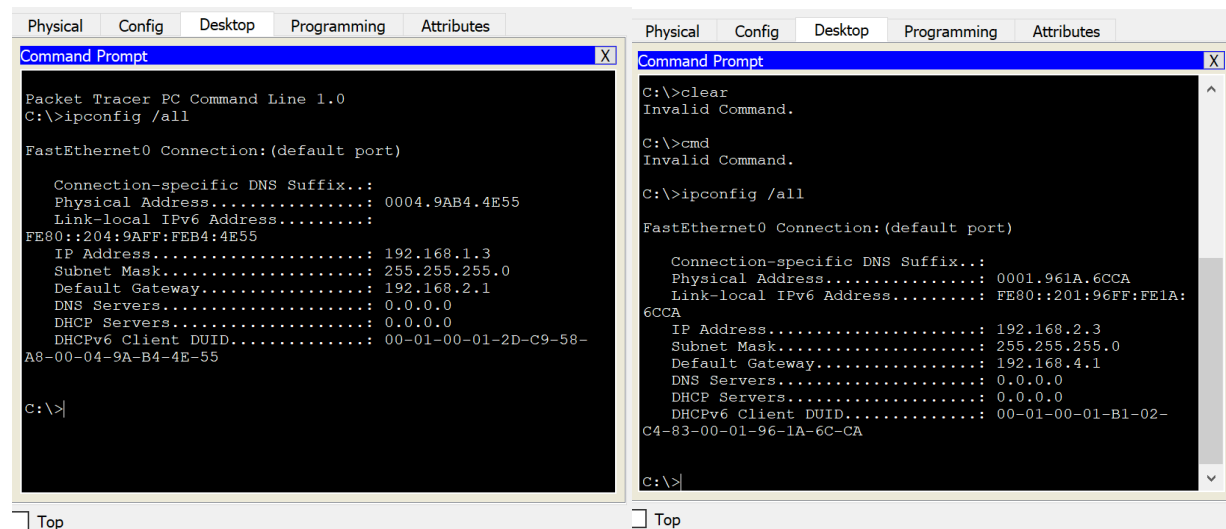 Physical Config Desktop Programming Attributes
Command Prompt X
Packet Tracer PC Command Line 1.0
C:\>ipconfig /all
FastEthernet0 Connection:(default port)
Connection-specific DNS Suffix..:
Physical Address................: 0004.9AB4.4E55
Link-local IPv6 Address.........:
FE80::204:9AFF:FEB4:4E55
IP Address......................: 192.168.1.3
Subnet Mask.....................: 255.255.255.0
Default Gateway.................: 192.168.2.1
DNS Servers.....................: 0.0.0.0
DHCP Servers....................: 0.0.0.0
DHCPv6 Client DUID..............: 00-01-00-01-2D-C9-58-
A8-00-04-9A-B4-4E-55
C:\>
Top
Physical Config Desktop Programming Attributes
Command Prompt X
C:\>clear
Invalid Command.
C:\>cmd
Invalid Command.
C:\>ipconfig /all
FastEthernet0 Connection:(default port)
Connection-specific DNS Suffix..:
Physical Address................: 0001.961A.6CCA
Link-local IPv6 Address.........: FE80::201:96FF:FE1A:
6CCA
IP Address......................: 192.168.2.3
Subnet Mask.....................: 255.255.255.0
Default Gateway.................: 192.168.4.1
DNS Servers.....................: 0.0.0.0
DHCP Servers....................: 0.0.0.0
DHCPv6 Client DUID..............: 00-01-00-01-B1-02-
C4-83-00-01-96-1A-6C-CA
C:\>
Top